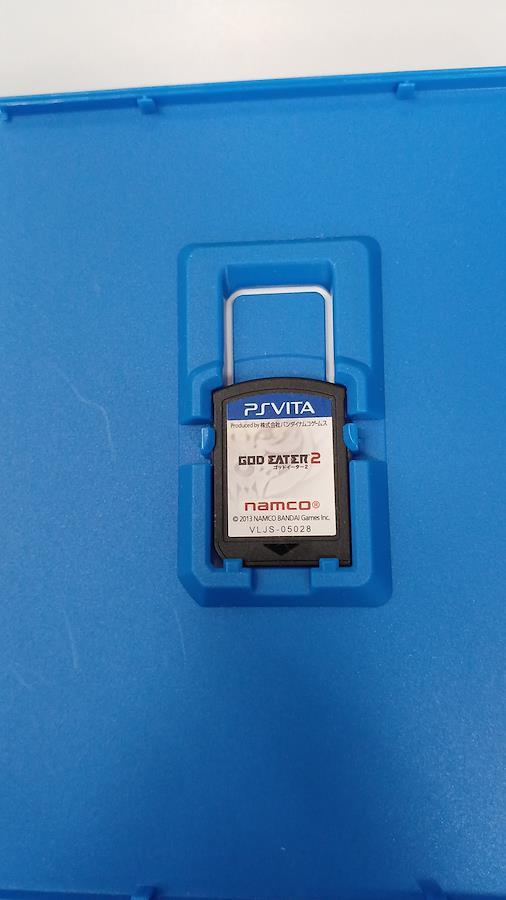 PSVITA
Produced by 株式会社バンダイナムコゲームス
GOD EATER 2
ゴッドイーター2
namco®
© 2013 NAMCO BANDAI Games Inc.
VLJS-05028